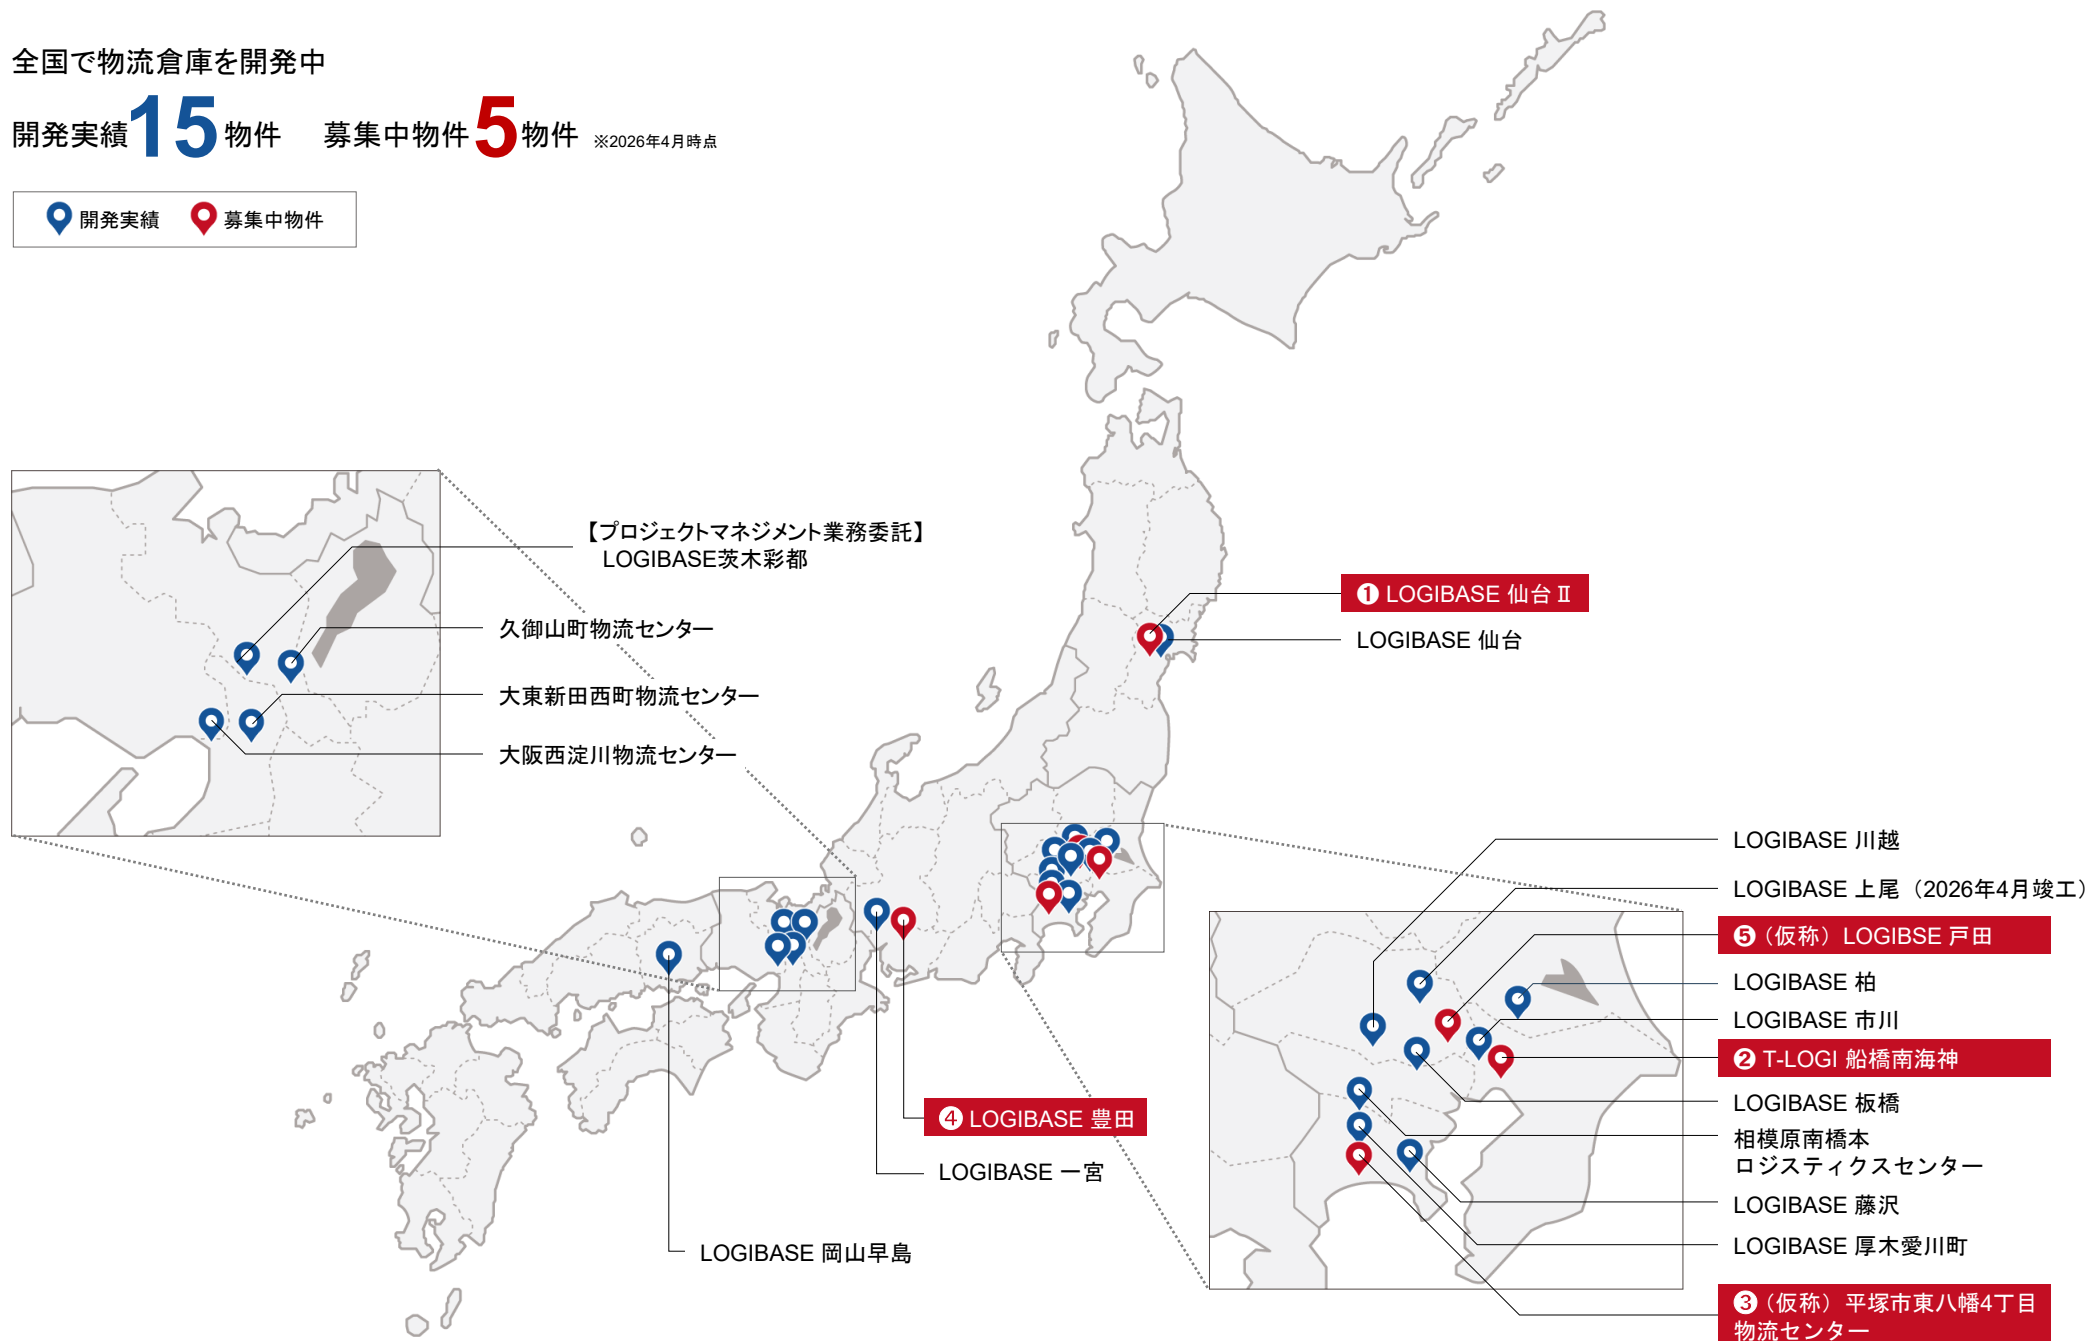 全国で物流倉庫を開発中
開発実績15物件 募集中物件5物件 ※2026年4月時点
開発実績 募集中物件
【プロジェクトマネジメント業務委託】
LOGIBASE茨木彩都
久御山町物流センター
大東新田西町物流センター
大阪西淀川物流センター
❶ LOGIBASE 仙台Ⅱ
LOGIBASE 仙台
LOGIBASE 川越
LOGIBASE 上尾（2026年4月竣工）
❺（仮称）LOGIBSE 戸田
LOGIBASE 柏
LOGIBASE 市川
❷ T-LOGI 船橋南海神
LOGIBASE 板橋
相模原南橋本
ロジスティクスセンター
LOGIBASE 藤沢
LOGIBASE 厚木愛川町
❸（仮称）平塚市東八幡4丁目
物流センター
❹ LOGIBASE 豊田
LOGIBASE 一宮
LOGIBASE 岡山早島